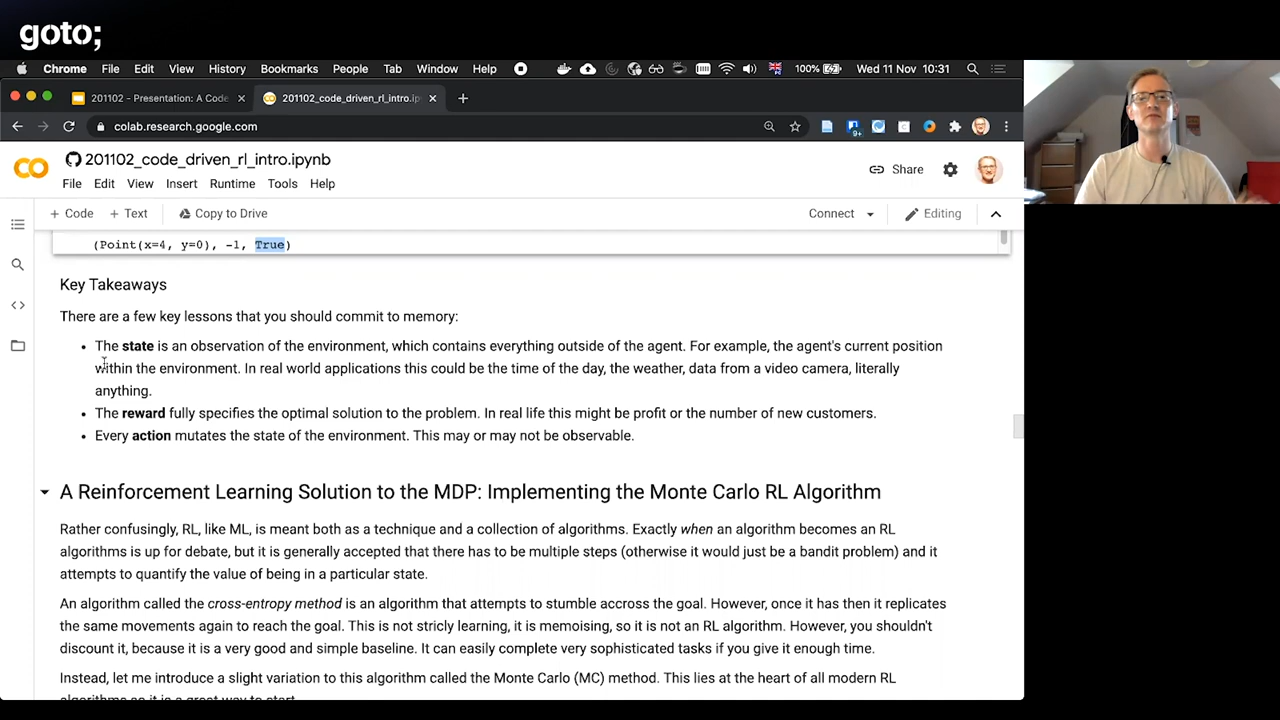 goto;
Chrome File Edit View History Bookmarks People Tab Window Help 100% Wed 11 Nov 10:31
201102 - Presentation: A Code 201102_code_driven_rl_intro.ip
colab.research.google.com
201102_code_driven_rl_intro.ipynb
Share
File Edit View Insert Runtime Tools Help
+ Code + Text Copy to Drive Connect Editing
(Point(x=4, y=0), -1, True)
Key Takeaways
There are a few key lessons that you should commit to memory:
• The state is an observation of the environment, which contains everything outside of the agent. For example, the agent's current position
within the environment. In real world applications this could be the time of the day, the weather, data from a video camera, literally
anything.
• The reward fully specifies the optimal solution to the problem. In real life this might be profit or the number of new customers.
• Every action mutates the state of the environment. This may or may not be observable.
A Reinforcement Learning Solution to the MDP: Implementing the Monte Carlo RL Algorithm
Rather confusingly, RL, like ML, is meant both as a technique and a collection of algorithms. Exactly when an algorithm becomes an RL
algorithms is up for debate, but it is generally accepted that there has to be multiple steps (otherwise it would just be a bandit problem) and it
attempts to quantify the value of being in a particular state.
An algorithm called the cross-entropy method is an algorithm that attempts to stumble accross the goal. However, once it has then it replicates
the same movements again to reach the goal. This is not stricly learning, it is memoising, so it is not an RL algorithm. However, you shouldn't
discount it, because it is a very good and simple baseline. It can easily complete very sophisticated tasks if you give it enough time.
Instead, let me introduce a slight variation to this algorithm called the Monte Carlo (MC) method. This lies at the heart of all modern RL
algorithms so it is a great way to start.